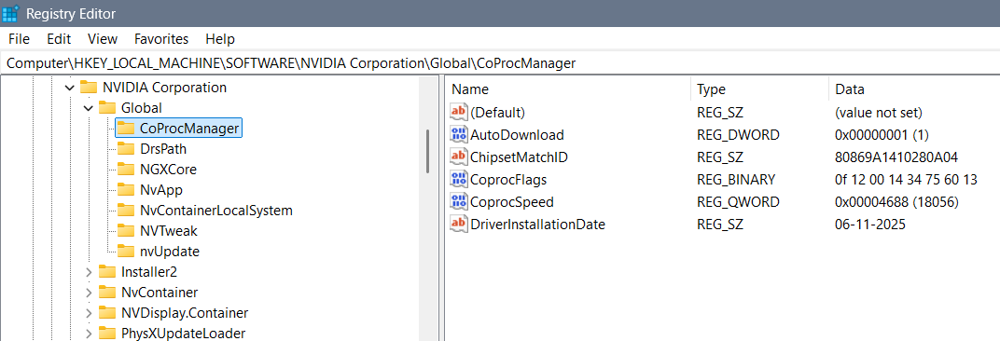 Registry Editor
File Edit View Favorites Help
Computer\HKEY_LOCAL_MACHINE\SOFTWARE\NVIDIA Corporation\Global\CoProcManager
NVIDIA Corporation
Global
CoProcManager
DrsPath
NGXCore
NvApp
NvContainerLocalSystem
NVTweak
nvUpdate
Installer2
NvContainer
NVDisplay.Container
PhysXUpdateLoader
Name Type Data
ab (Default) REG_SZ (value not set)
AutoDownload REG_DWORD 0x00000001 (1)
ab ChipsetMatchID REG_SZ 80869A1410280A04
CoprocFlags REG_BINARY 0f 12 00 14 34 75 60 13
CoprocSpeed REG_QWORD 0x00004688 (18056)
ab DriverInstallationDate REG_SZ 06-11-2025